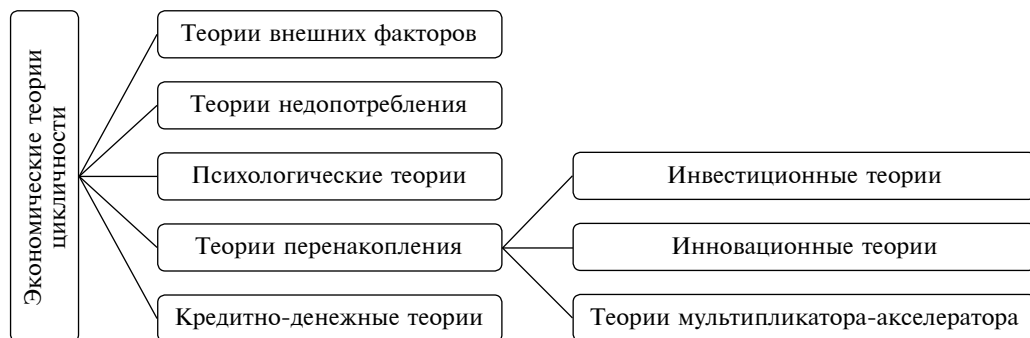 Экономические теории
цикличности
Теории внешних факторов
Теории недопотребления
Психологические теории
Теории перенакопления
Кредитно-денежные теории
Инвестиционные теории
Инновационные теории
Теории мультипликатора-акселератора